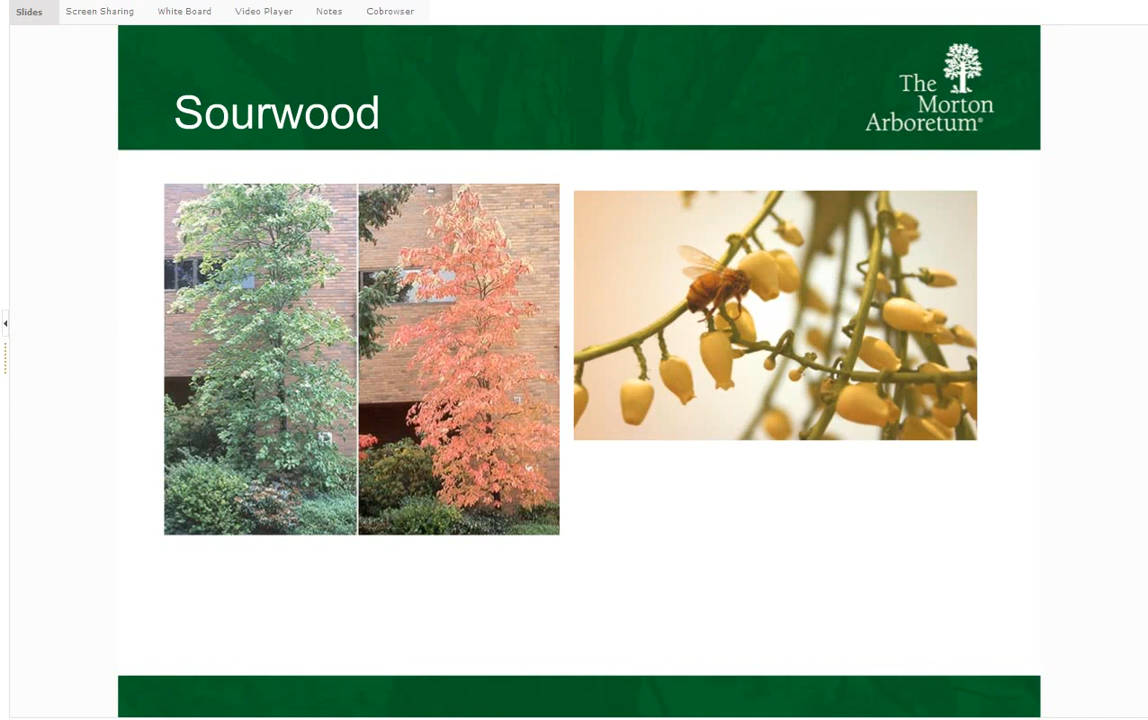 Slides Screen Sharing White Board Video Player Notes Cobrowser
Sourwood
The
Morton
Arboretum®